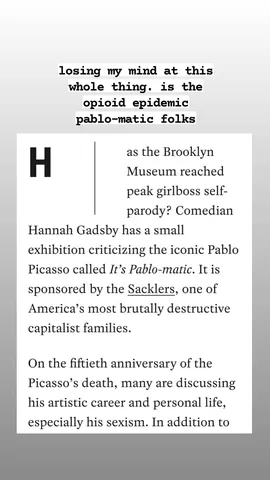 losing my mind at this
whole thing. is the
opioid epidemic
pablo-matic folks
H
as the Brooklyn
Museum reached
peak girlboss self-
parody? Comedian
Hannah Gadsby has a small
exhibition criticizing the iconic Pablo
Picasso called It’s Pablo-matic. It is
sponsored by the Sacklers, one of
America’s most brutally destructive
capitalist families.
On the fiftieth anniversary of the
Picasso’s death, many are discussing
his artistic career and personal life,
especially his sexism. In addition to